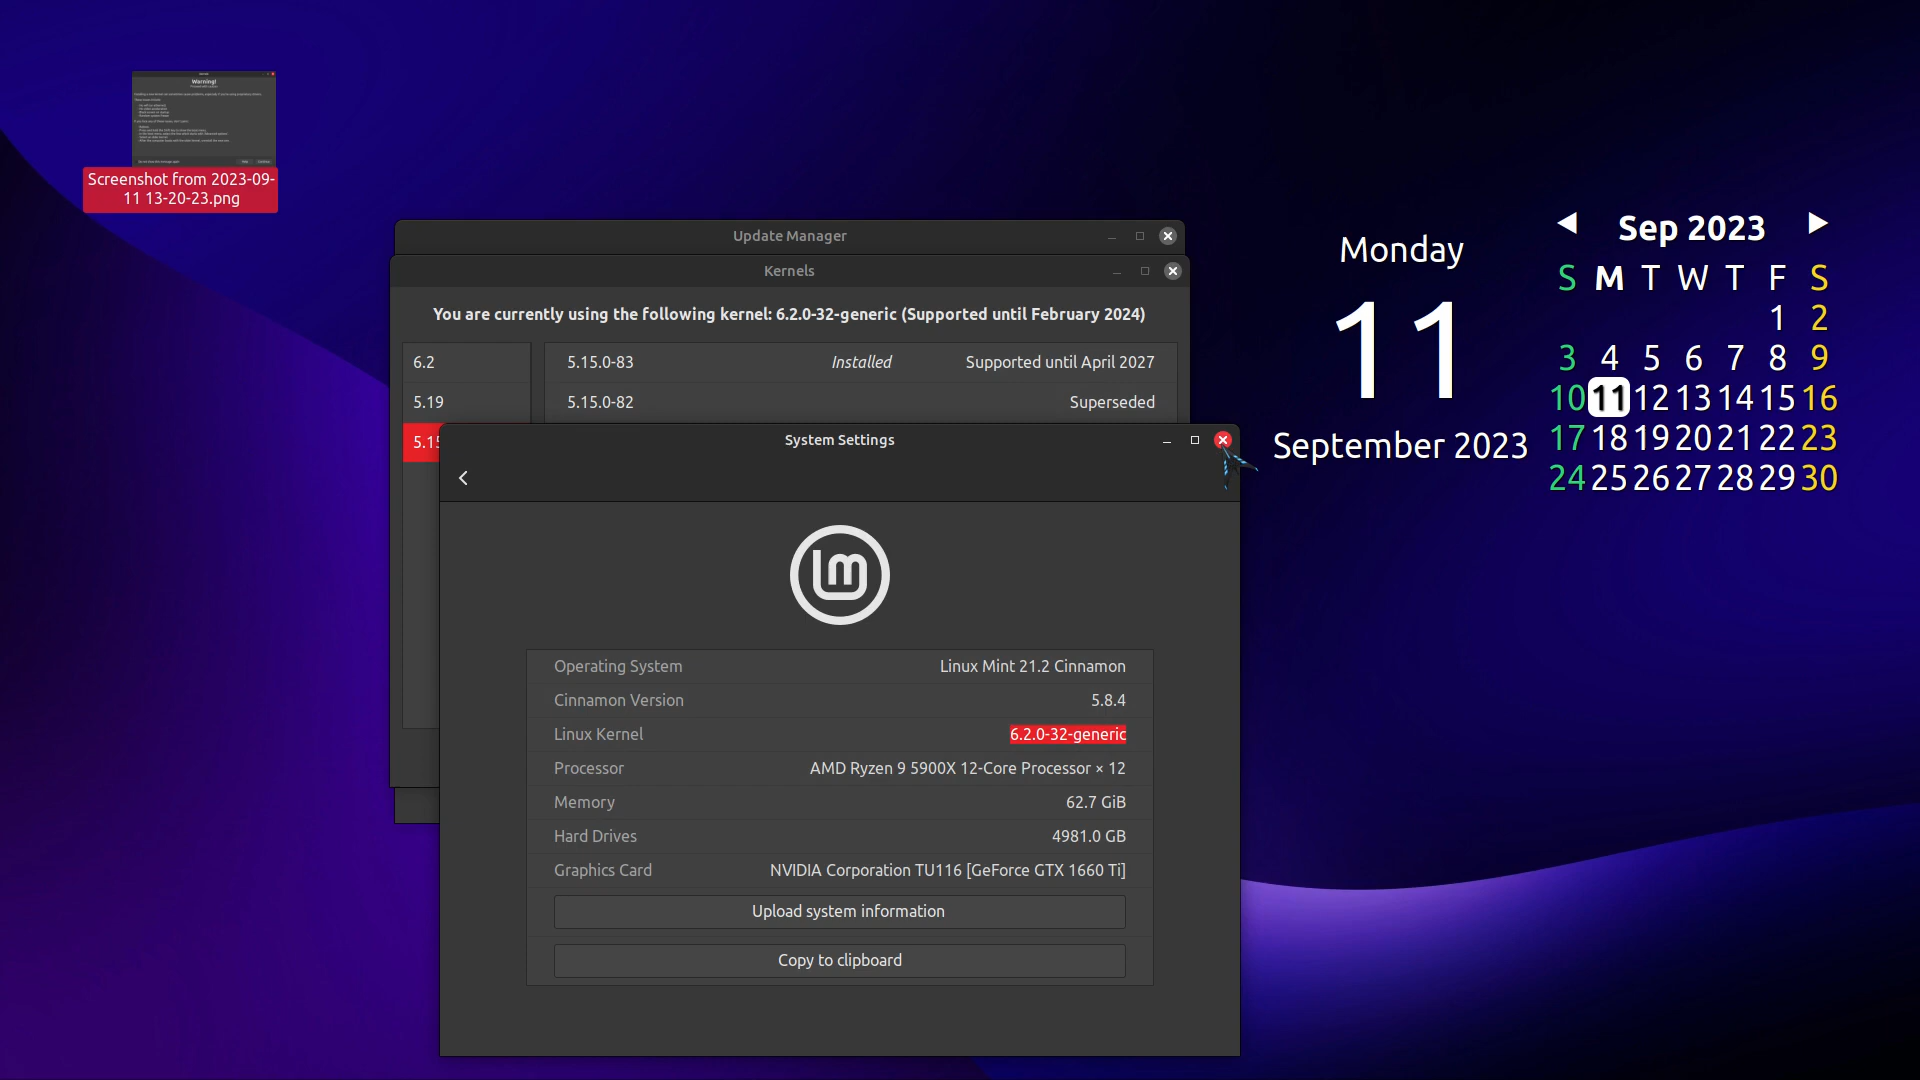 Warning!
Screenshot from 2023-09-
11 13-20-23.png
Update Manager
Kernels
You are currently using the following kernel: 6.2.0-32-generic (Supported until February 2024)
6.2
5.19
5.15
5.15.0-83 Installed Supported until April 2027
5.15.0-82 Superseded
System Settings
lm
Operating System Linux Mint 21.2 Cinnamon
Cinnamon Version 5.8.4
Linux Kernel 6.2.0-32-generic
Processor AMD Ryzen 9 5900X 12-Core Processor × 12
Memory 62.7 GiB
Hard Drives 4981.0 GB
Graphics Card NVIDIA Corporation TU116 [GeForce GTX 1660 Ti]
Upload system information
Copy to clipboard
Monday
11
September 2023
Sep 2023
S M T W T F S
1 2
3 4 5 6 7 8 9
10 11 12 13 14 15 16
17 18 19 20 21 22 23
24 25 26 27 28 29 30